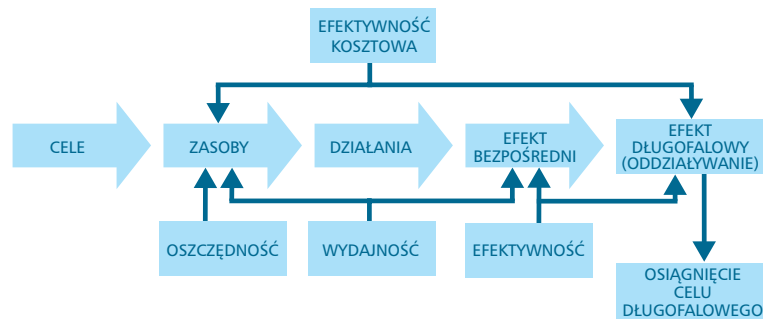 EFEKTYWNOŚĆ
KOSZTOWA
CELE
ZASOBY
DZIAŁANIA
EFEKT
BEZPOŚREDNI
EFEKT
DŁUGOFALOWY
(ODDZIAŁYWANIE)
OSZCZĘDNOŚĆ
WYDAJNOŚĆ
EFEKTYWNOŚĆ
OSIĄGNIĘCIE
CELU
DŁUGOFALOWEGO